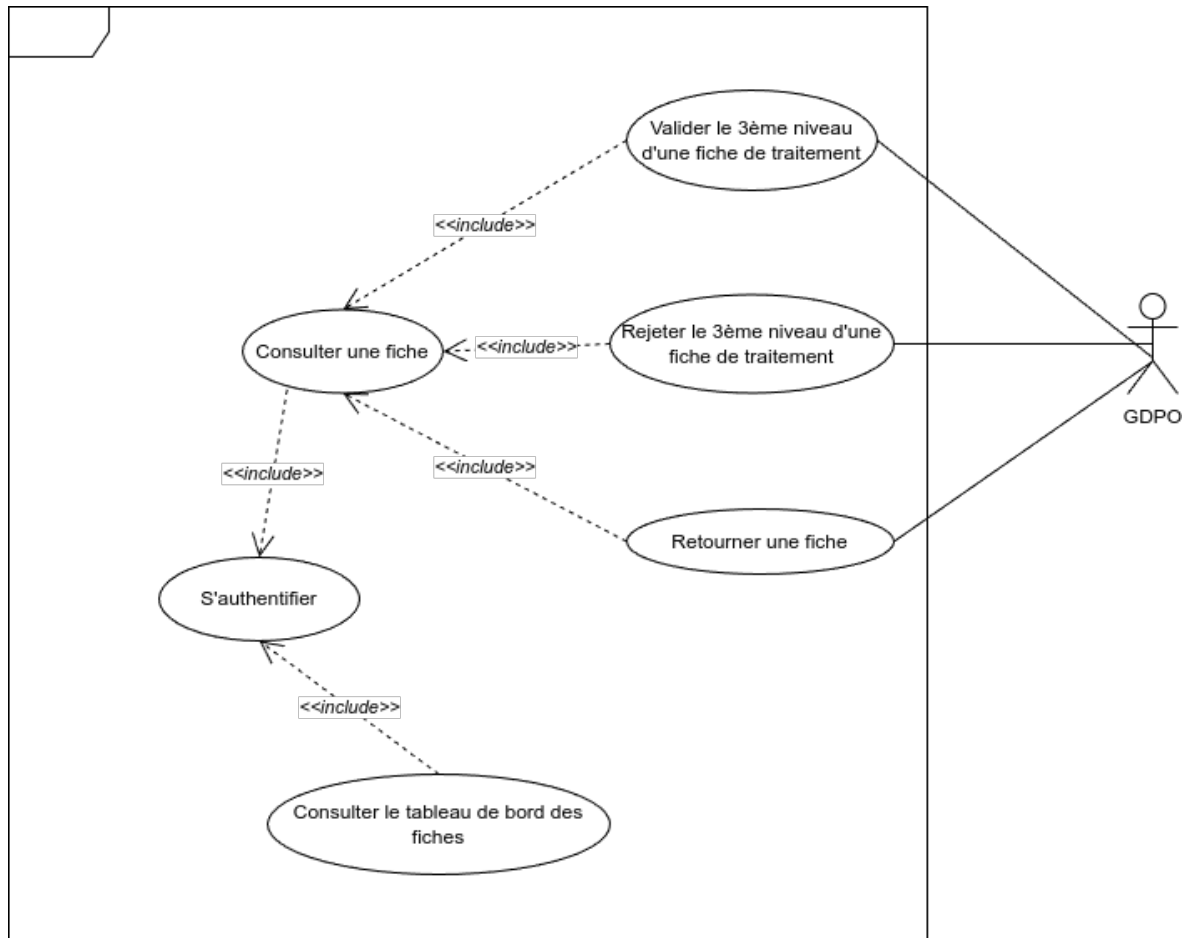 Valider le 3ème niveau
d'une fiche de traitement
<<include>>
Rejeter le 3ème niveau d'une
fiche de traitement
<<include>>
Consulter une fiche
GDPO
<<include>>
<<include>>
Retourner une fiche
S'authentifier
<<include>>
Consulter le tableau de bord des
fiches